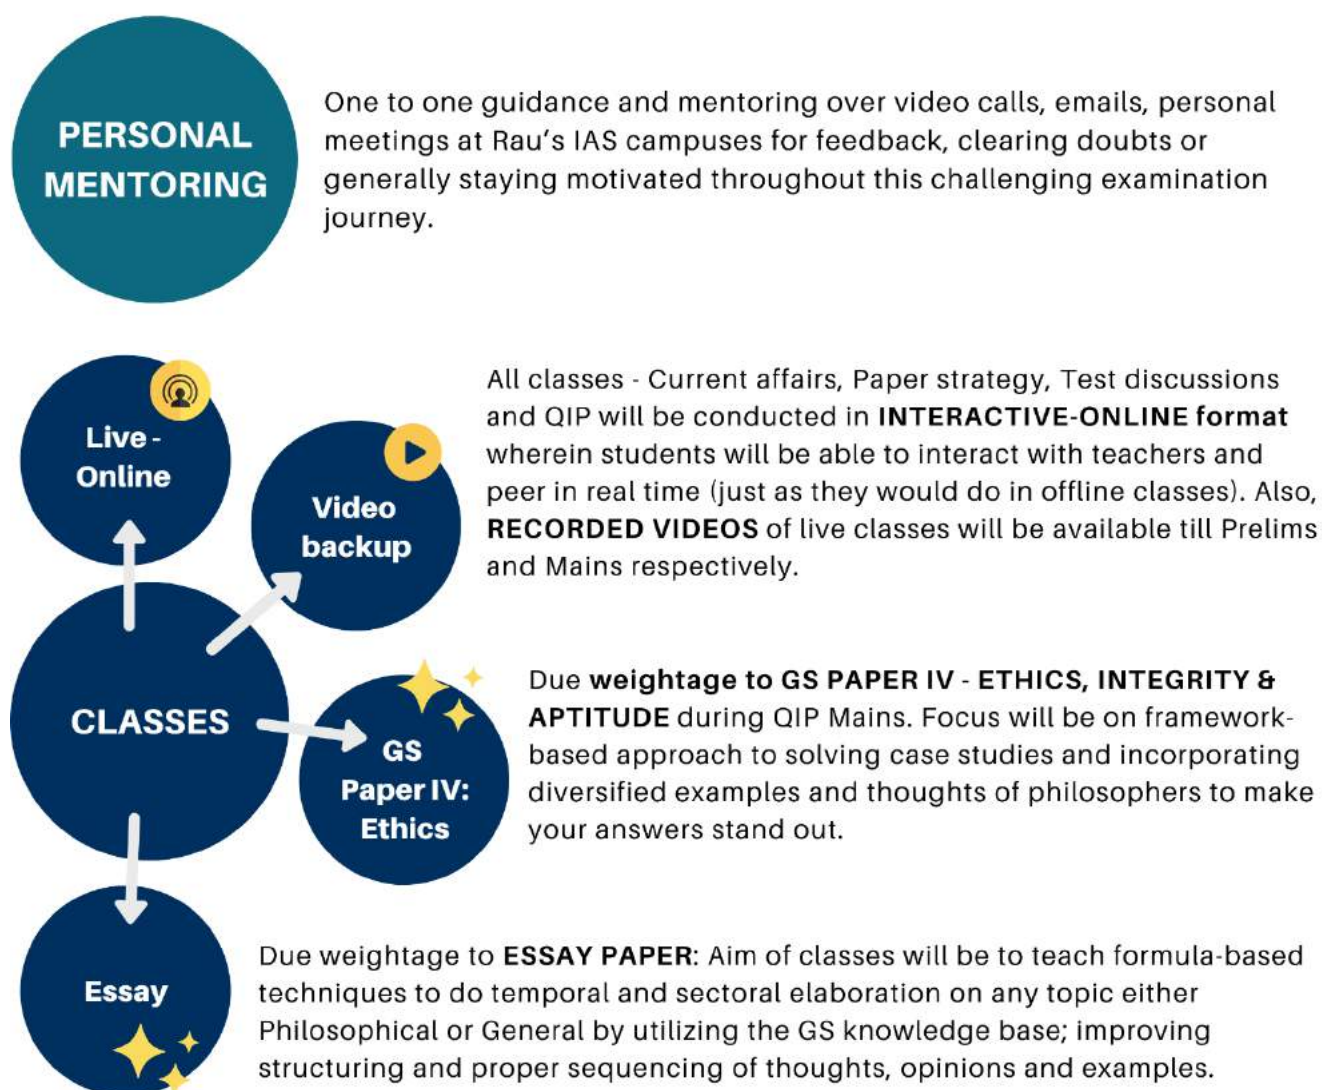 PERSONAL
MENTORING
One to one guidance and mentoring over video calls, emails, personal
meetings at Rau's IAS campuses for feedback, clearing doubts or
generally staying motivated throughout this challenging examination
journey.
Live -
Online
Video
backup
All classes - Current affairs, Paper strategy, Test discussions
and QIP will be conducted in INTERACTIVE-ONLINE format
wherein students will be able to interact with teachers and
peer in real time (just as they would do in offline classes). Also,
RECORDED VIDEOS of live classes will be available till Prelims
and Mains respectively.
CLASSES
GS
Paper IV:
Ethics
Due weightage to GS PAPER IV - ETHICS, INTEGRITY &
APTITUDE during QIP Mains. Focus will be on framework-
based approach to solving case studies and incorporating
diversified examples and thoughts of philosophers to make
your answers stand out.
Essay
Due weightage to ESSAY PAPER: Aim of classes will be to teach formula-based
techniques to do temporal and sectoral elaboration on any topic either
Philosophical or General by utilizing the GS knowledge base; improving
structuring and proper sequencing of thoughts, opinions and examples.